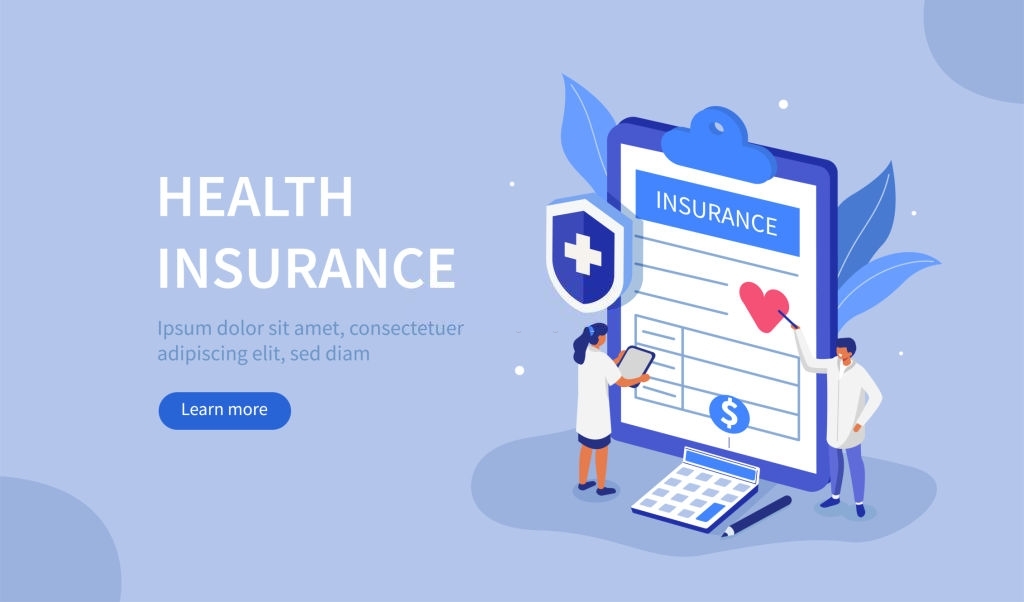 HEALTH
INSURANCE
Ipsum dolor sit amet, consectetuer
adipiscing elit, sed diam
Learn more
INSURANCE
$